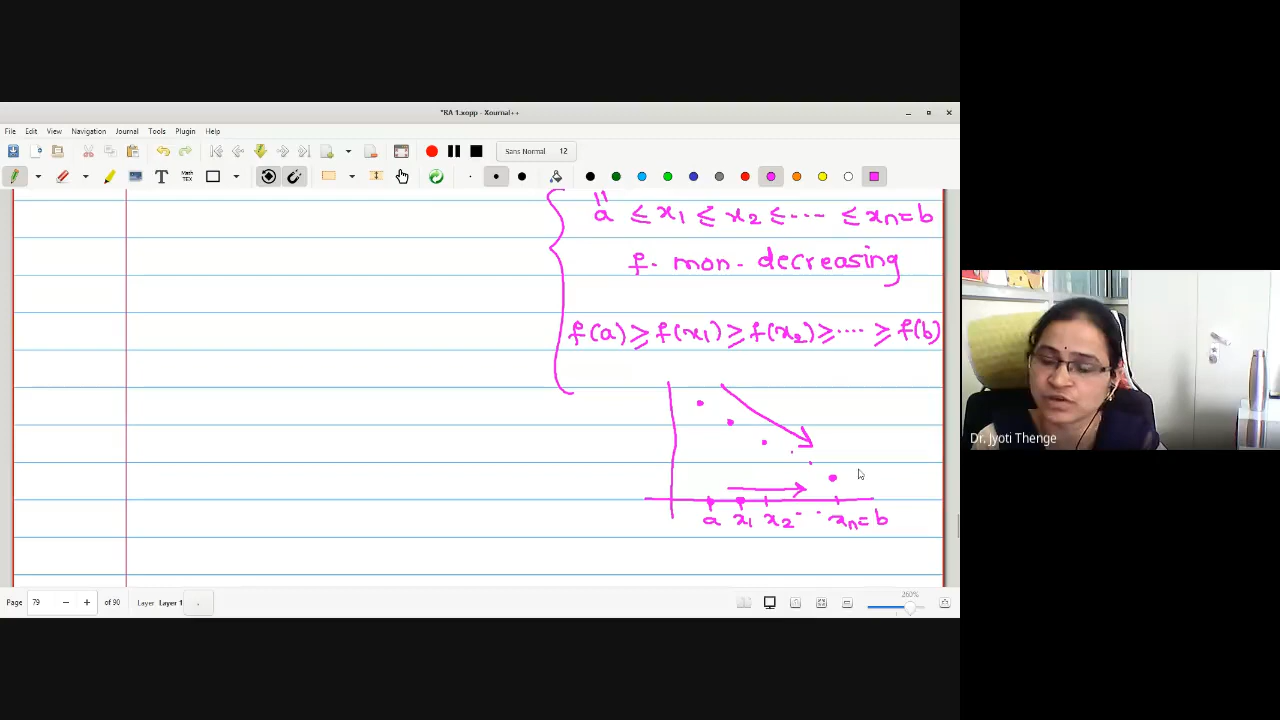 *RA 1.xopp - Xournal++
File Edit View Navigation Journal Tools Plugin Help
Sans Normal 12
a ≤ x1 ≤ x2 ≤ ---- ≤ xn = b
f. mon- decreasing
f(a) ≥ f(x1) ≥ f(x2) ≥ ---- ≥ f(b)
a x1 x2 - - . xn = b
Dr. Jyoti Thenge
Page 79 of 90 Layer Layer 1
260%